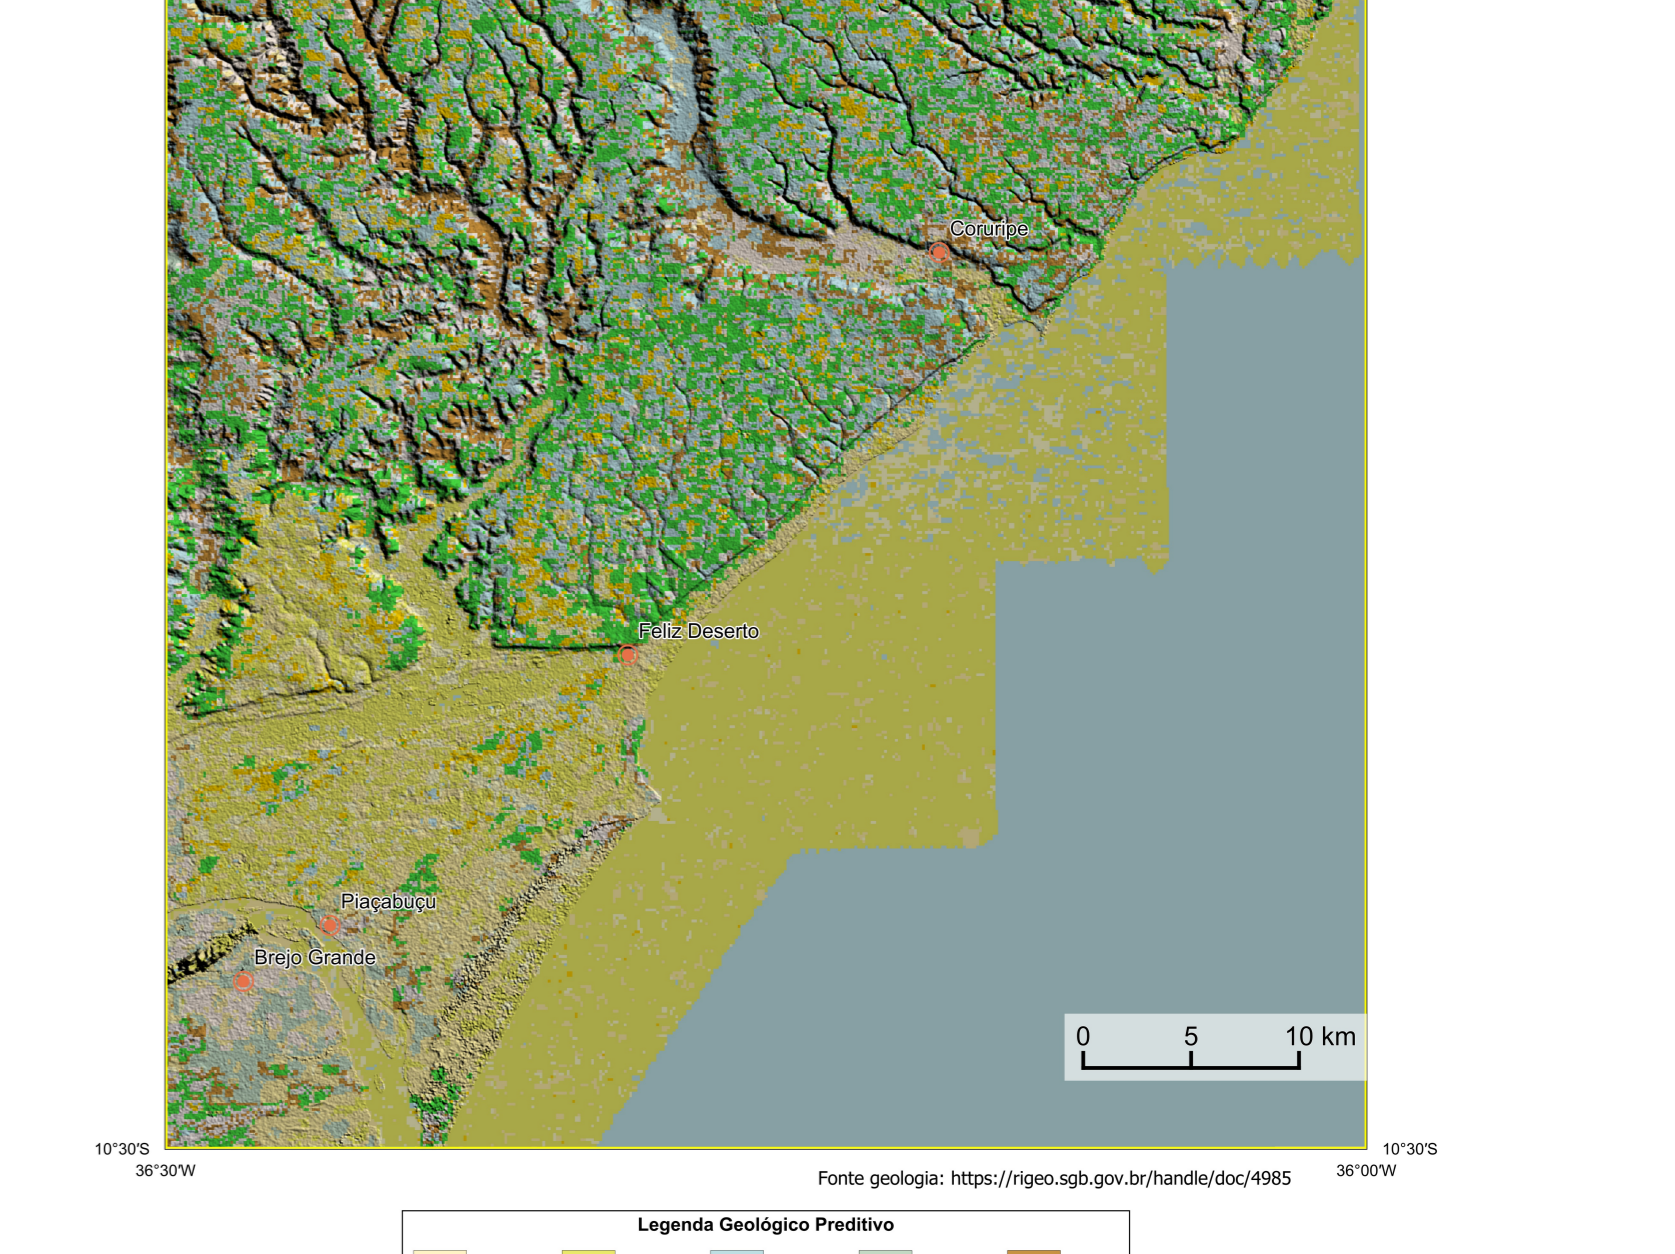 Coruripe
Feliz Deserto
Piaçabuçu
Brejo Grande
0 5 10 km
10°30′S 10°30′S
36°30′W 36°00′W
Fonte geologia: https://rigeo.sgb.gov.br/handle/doc/4985
Legenda Geológico Preditivo